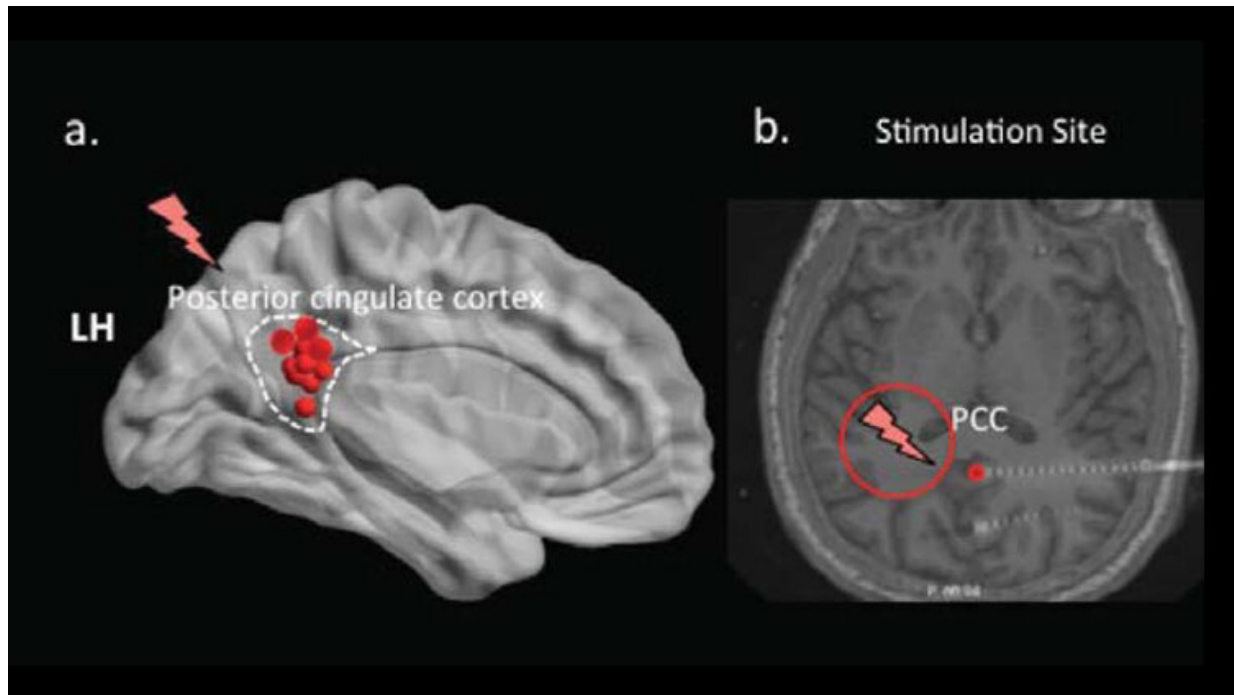 a.
LH
Posterior cingulate cortex
b.
Stimulation Site
PCC